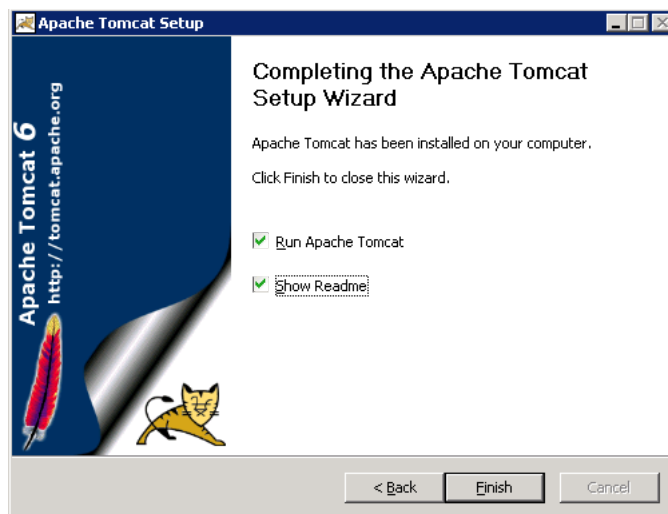 Apache Tomcat Setup
Apache Tomcat 6
http://tomcat.apache.org
Completing the Apache Tomcat
Setup Wizard
Apache Tomcat has been installed on your computer.
Click Finish to close this wizard.
Run Apache Tomcat
Show Readme
< Back
Finish
Cancel